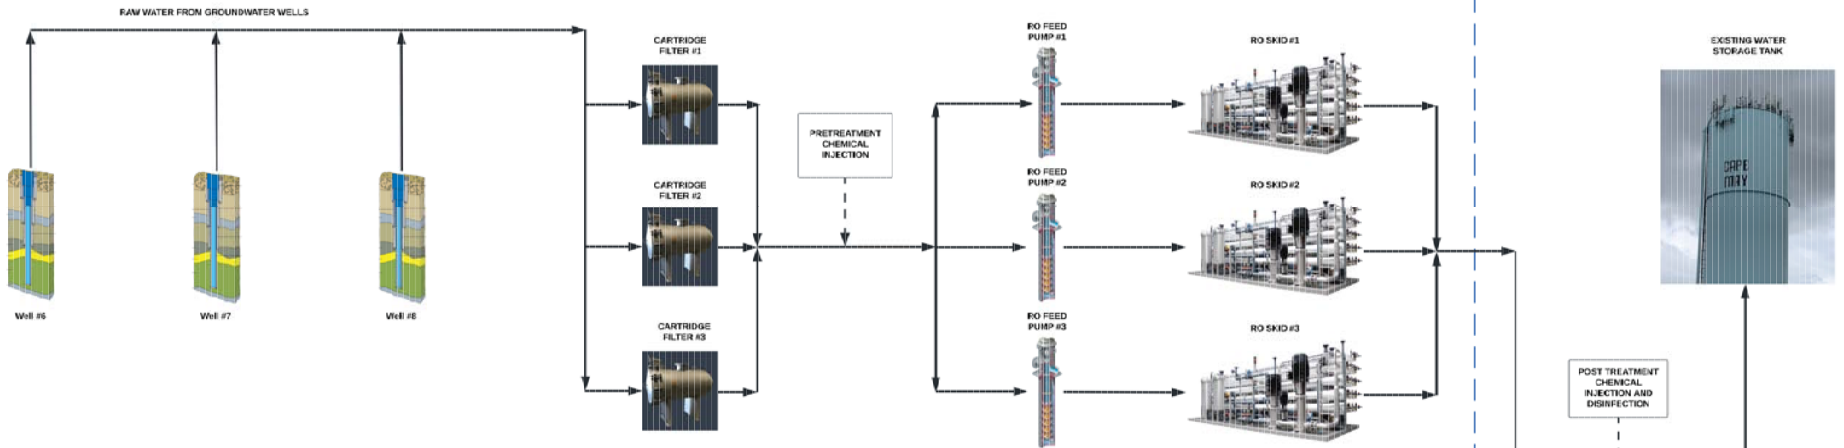 RAW WATER FROM GROUNDWATER WELLS
Well #6
Well #7
Well #8
CARTRIDGE
FILTER #1
CARTRIDGE
FILTER #2
CARTRIDGE
FILTER #3
PRETREATMENT
CHEMICAL
INJECTION
RO FEED
PUMP #1
RO FEED
PUMP #2
RO FEED
PUMP #3
RO SKID #1
RO SKID #2
RO SKID #3
EXISTING WATER
STORAGE TANK
CAPE
MAY
POST TREATMENT
CHEMICAL
INJECTION AND
DISINFECTION